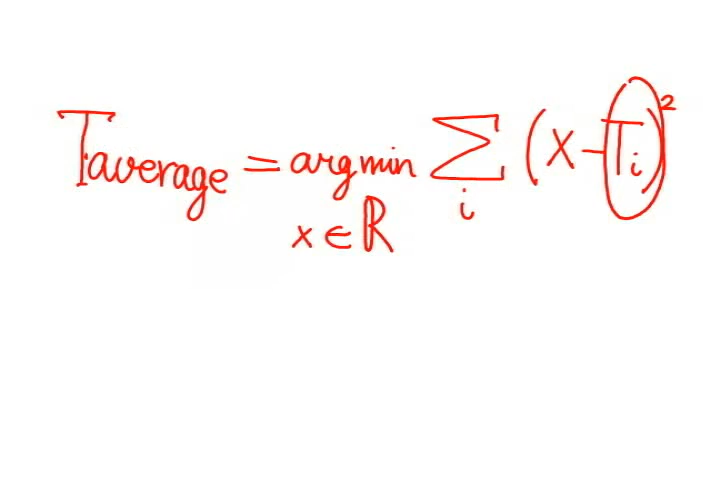 Taverage = argmin ∑ (x - Ti)²
x ∈ ℝ i